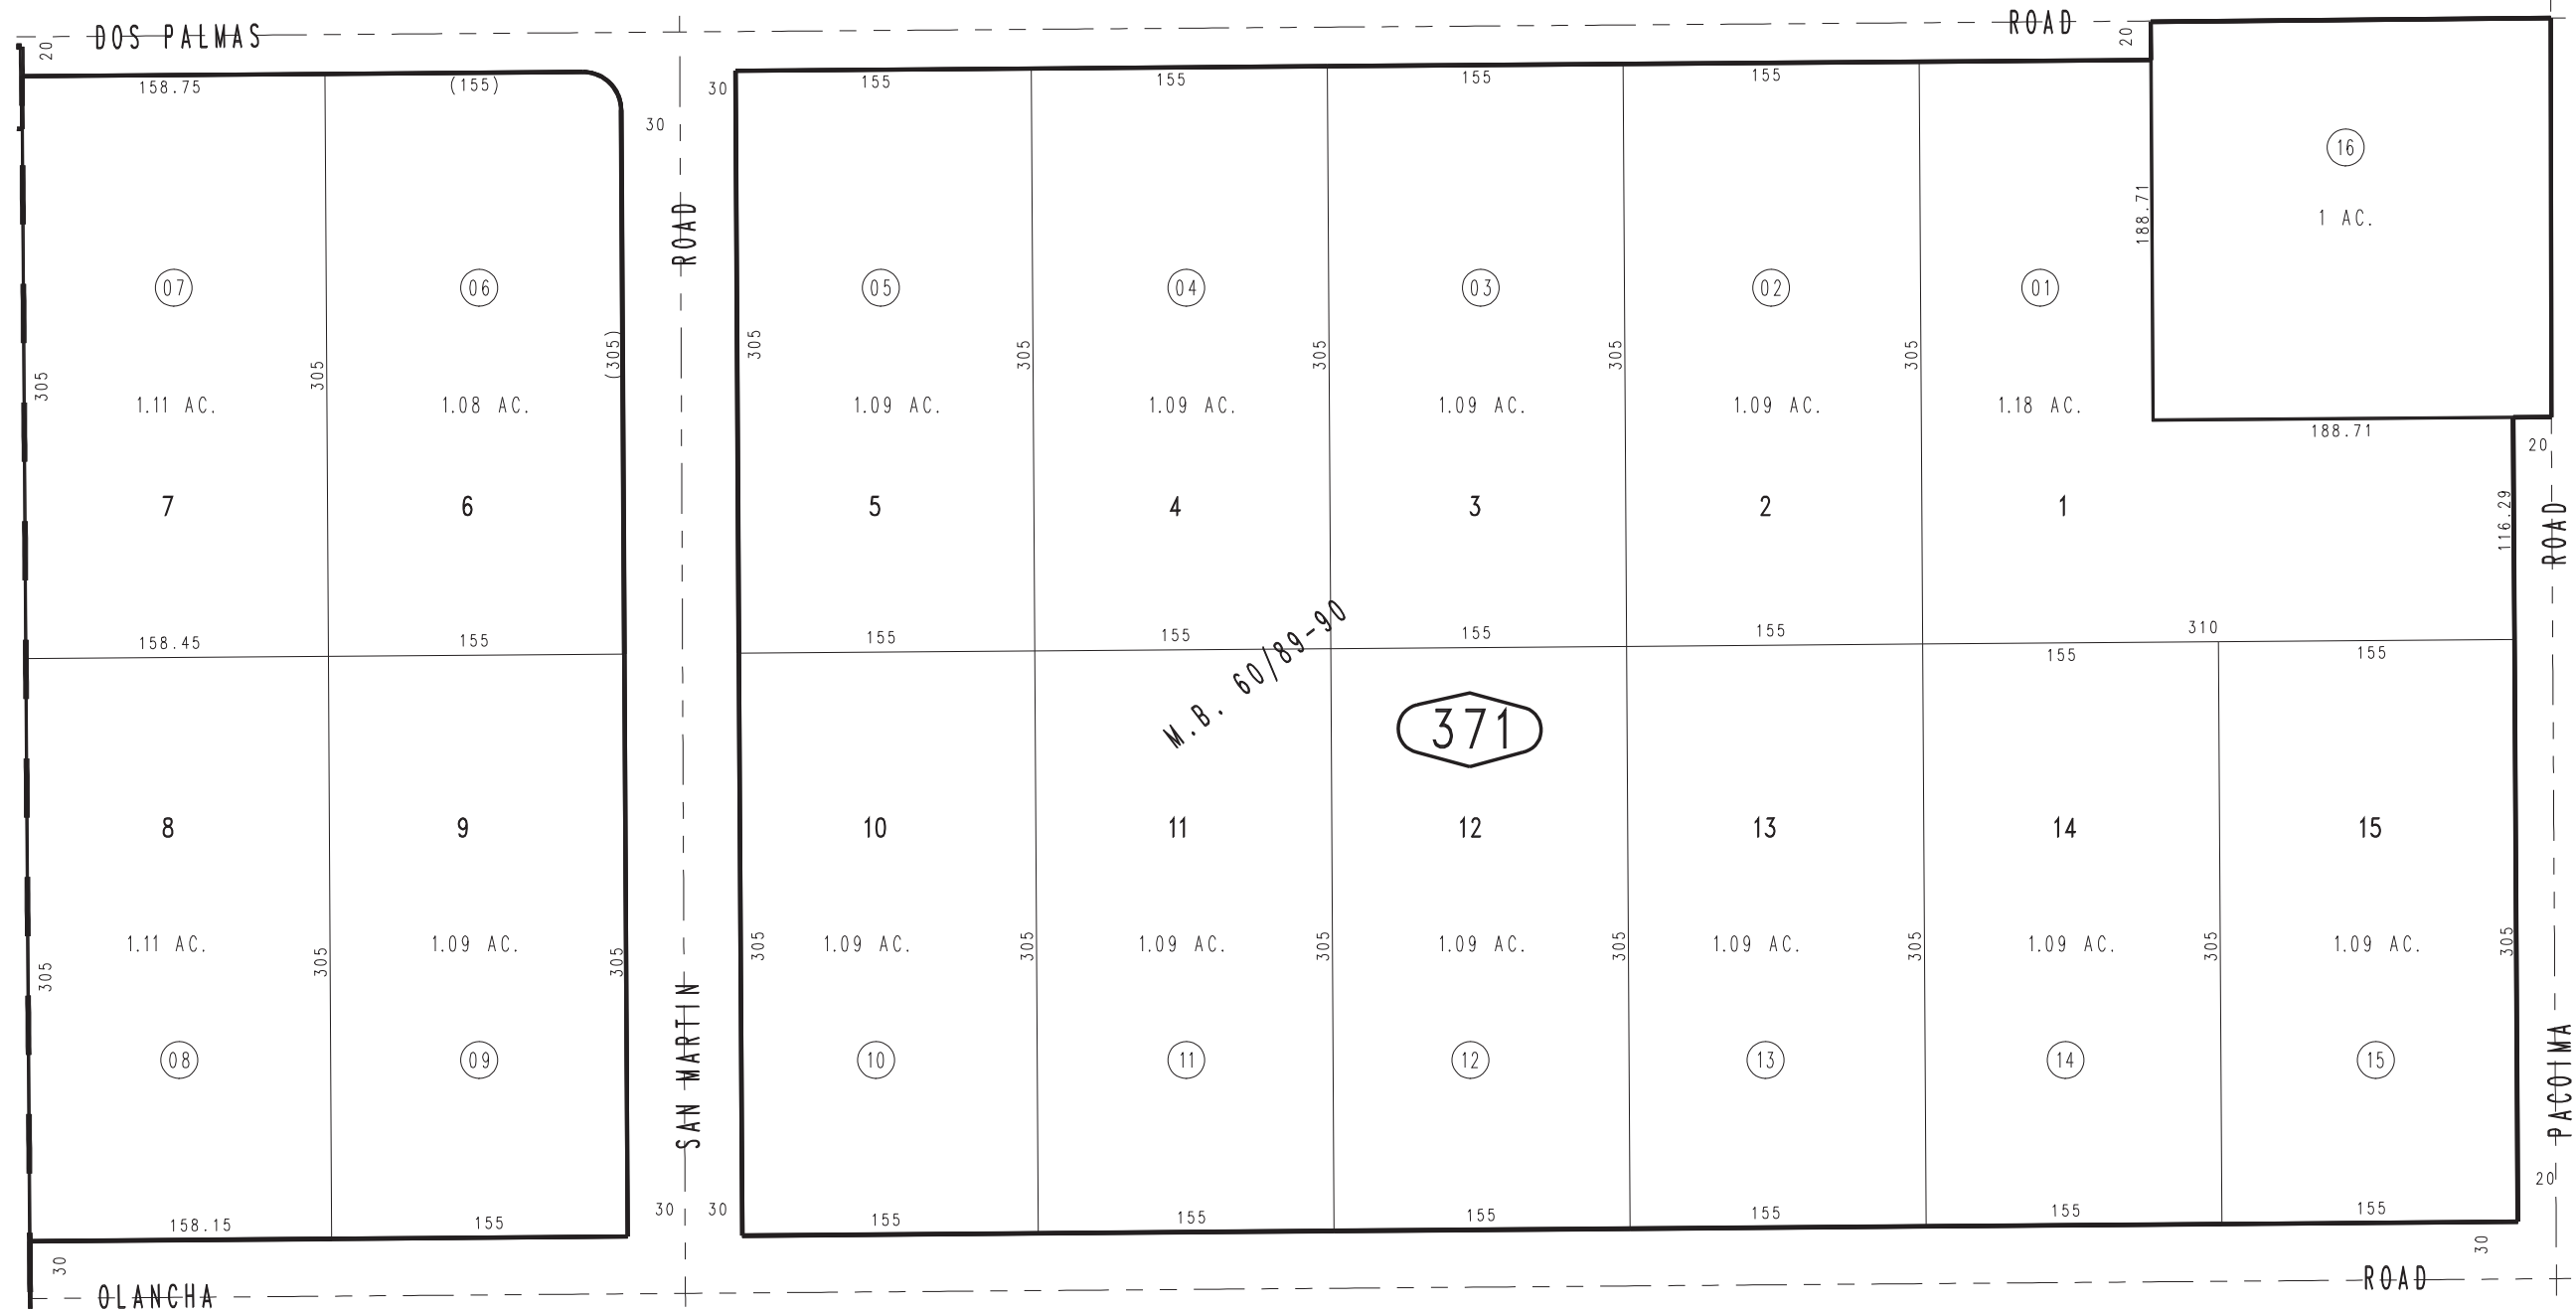 DOS PALMAS ROAD
20 20
158.75 (155) 155 155 155 155
30 30
16
1 AC.
ROAD
188.71
07 06 05 04 03 02 01
305 305 (305) 305 305 305 305 305
1.11 AC. 1.08 AC. 1.09 AC. 1.09 AC. 1.09 AC. 1.09 AC. 1.18 AC.
188.71
20
7 6 5 4 3 2 1
116.29
ROAD
158.45 155 155 155 155 155 310
155 155
M.B. 60/89-90
371
8 9 10 11 12 13 14 15
1.11 AC. 1.09 AC. 1.09 AC. 1.09 AC. 1.09 AC. 1.09 AC. 1.09 AC. 1.09 AC.
305 305 305 305 305 305 305 305 305 305
08 09 10 11 12 13 14 15
SAN MARTIN
PACOIMA
20
30 30
158.15 155 155 155 155 155 155 155
30 30
OLANCHA ROAD